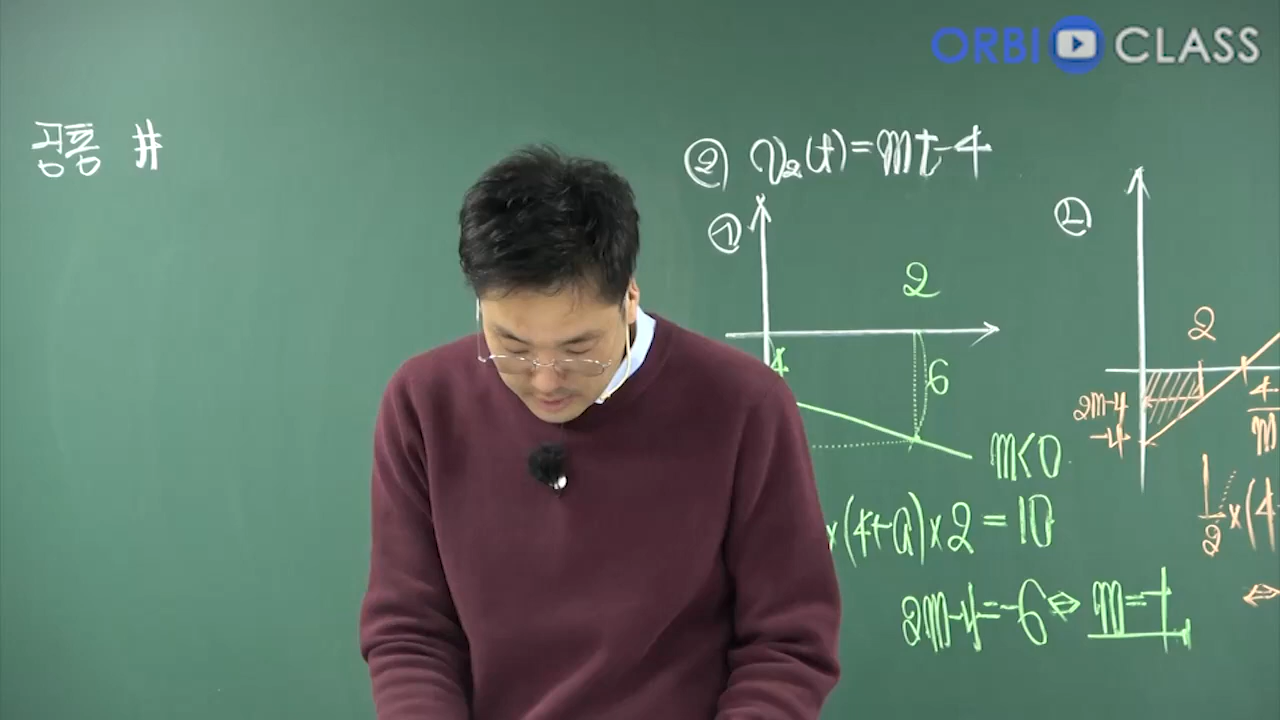 ORBI CLASS
공통 #
② v₂(t)=mt-4
㉠
2
4
6
m<0
×(4+a)×2=10
2m-4=-6⇔m=-1
㉡
2
2m-4
-4
4/m
1/2×(4
⇔